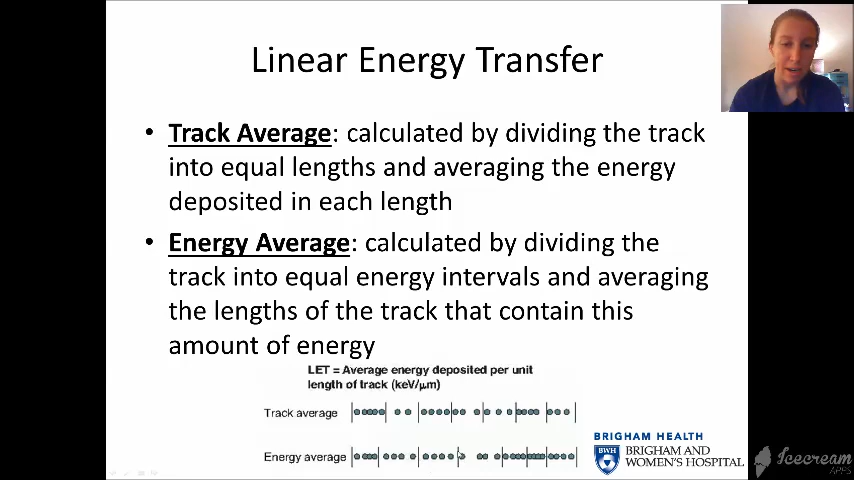 Linear Energy Transfer
• Track Average: calculated by dividing the track
into equal lengths and averaging the energy
deposited in each length
• Energy Average: calculated by dividing the
track into equal energy intervals and averaging
the lengths of the track that contain this
amount of energy
LET = Average energy deposited per unit
length of track (keV/μm)
Track average
Energy average
BRIGHAM HEALTH
BWH
BRIGHAM AND
WOMEN'S HOSPITAL
Icecream
APPS